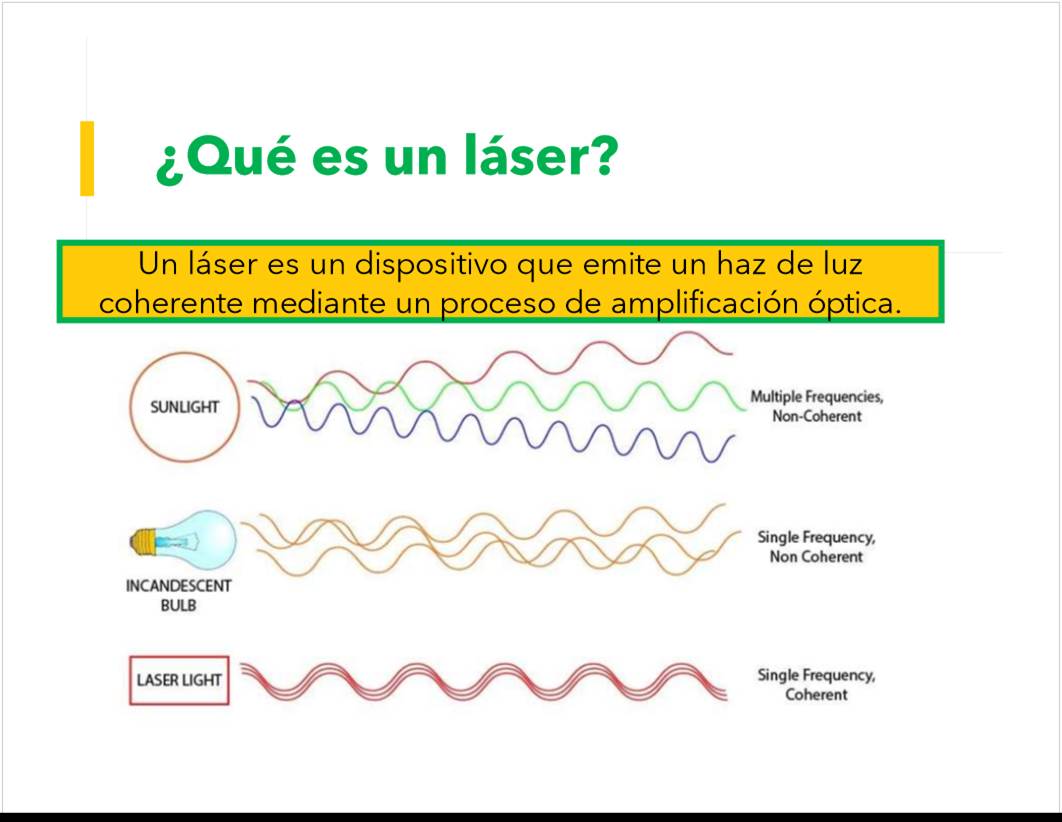 ¿Qué es un láser?
Un láser es un dispositivo que emite un haz de luz
coherente mediante un proceso de amplificación óptica.
SUNLIGHT
Multiple Frequencies,
Non-Coherent
INCANDESCENT
BULB
Single Frequency,
Non Coherent
LASER LIGHT
Single Frequency,
Coherent